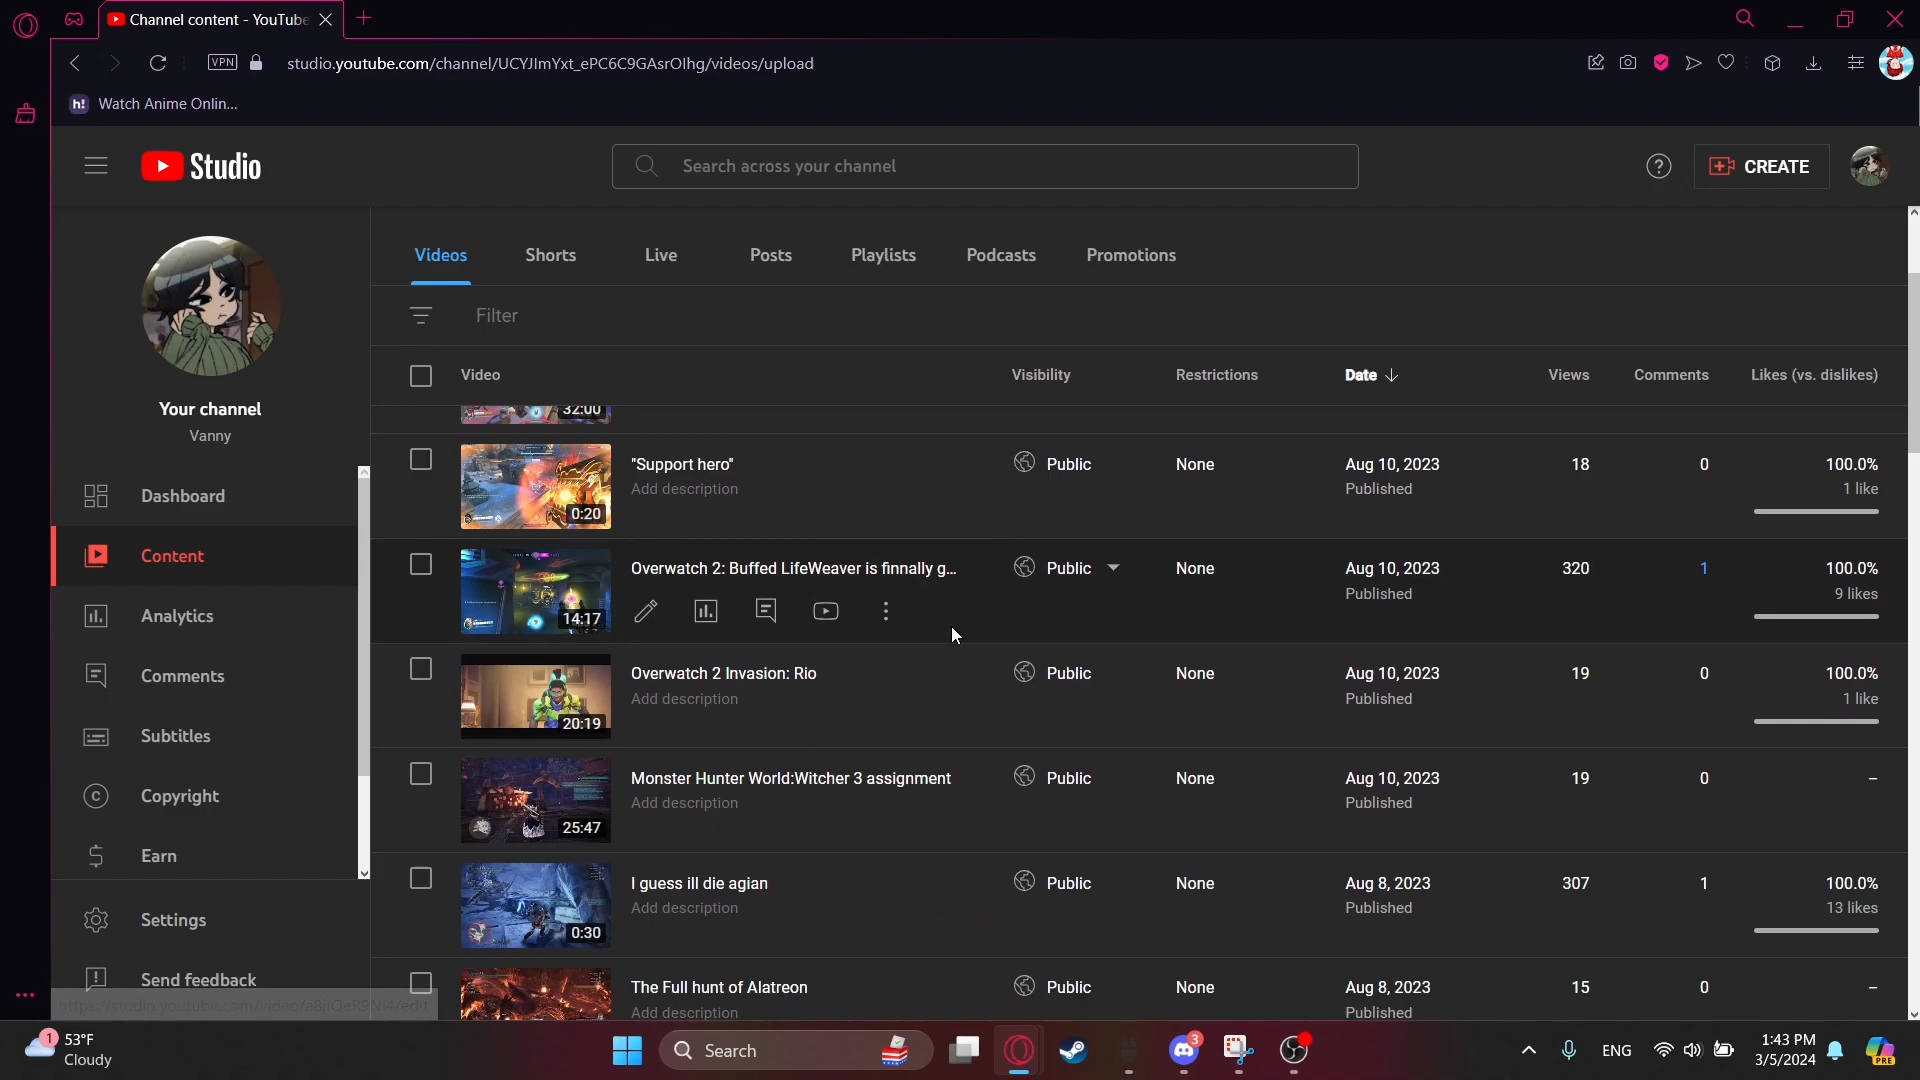 Channel content - YouTube
VPN
studio.youtube.com/channel/UCYJImYxt_ePC6C9GAsrOIhg/videos/upload
h! Watch Anime Onlin...
Studio
Search across your channel
CREATE
Your channel
Vanny
Dashboard
Content
Analytics
Comments
Subtitles
Copyright
Earn
Settings
Send feedback
Videos Shorts Live Posts Playlists Podcasts Promotions
Filter
Video Visibility Restrictions Date Views Comments Likes (vs. dislikes)
32:00
"Support hero" Public None Aug 10, 2023 18 0 100.0%
Add description Published 1 like
0:20
Overwatch 2: Buffed LifeWeaver is finnally g... Public None Aug 10, 2023 320 1 100.0%
Published 9 likes
14:17
Overwatch 2 Invasion: Rio Public None Aug 10, 2023 19 0 100.0%
Add description Published 1 like
20:19
Monster Hunter World:Witcher 3 assignment Public None Aug 10, 2023 19 0 –
Add description Published
25:47
I guess ill die agian Public None Aug 8, 2023 307 1 100.0%
Add description Published 13 likes
0:30
The Full hunt of Alatreon Public None Aug 8, 2023 15 0 –
Add description Published
1 53°F
Cloudy
Search
3
ENG
1:43 PM
3/5/2024
PRE